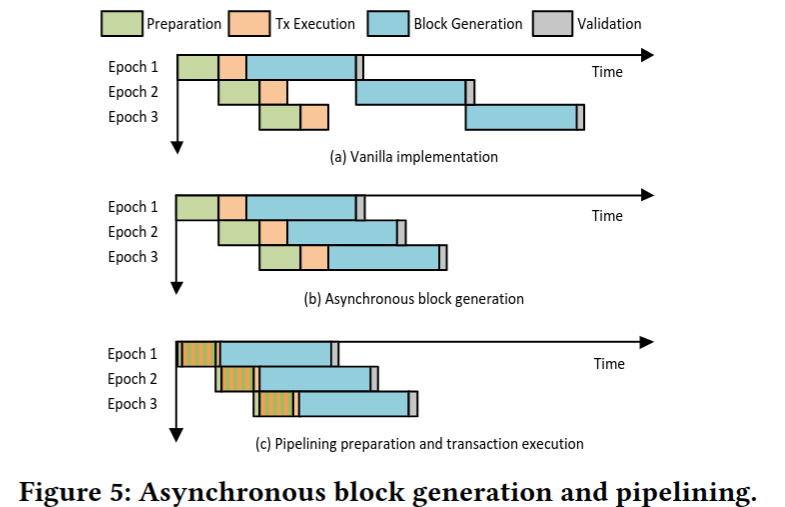 Preparation Tx Execution Block Generation Validation
Epoch 1
Time
Epoch 2
Epoch 3
(a) Vanilla implementation
Epoch 1
Time
Epoch 2
Epoch 3
(b) Asynchronous block generation
Epoch 1
Time
Epoch 2
Epoch 3
(c) Pipelining preparation and transaction execution
Figure 5: Asynchronous block generation and pipelining.